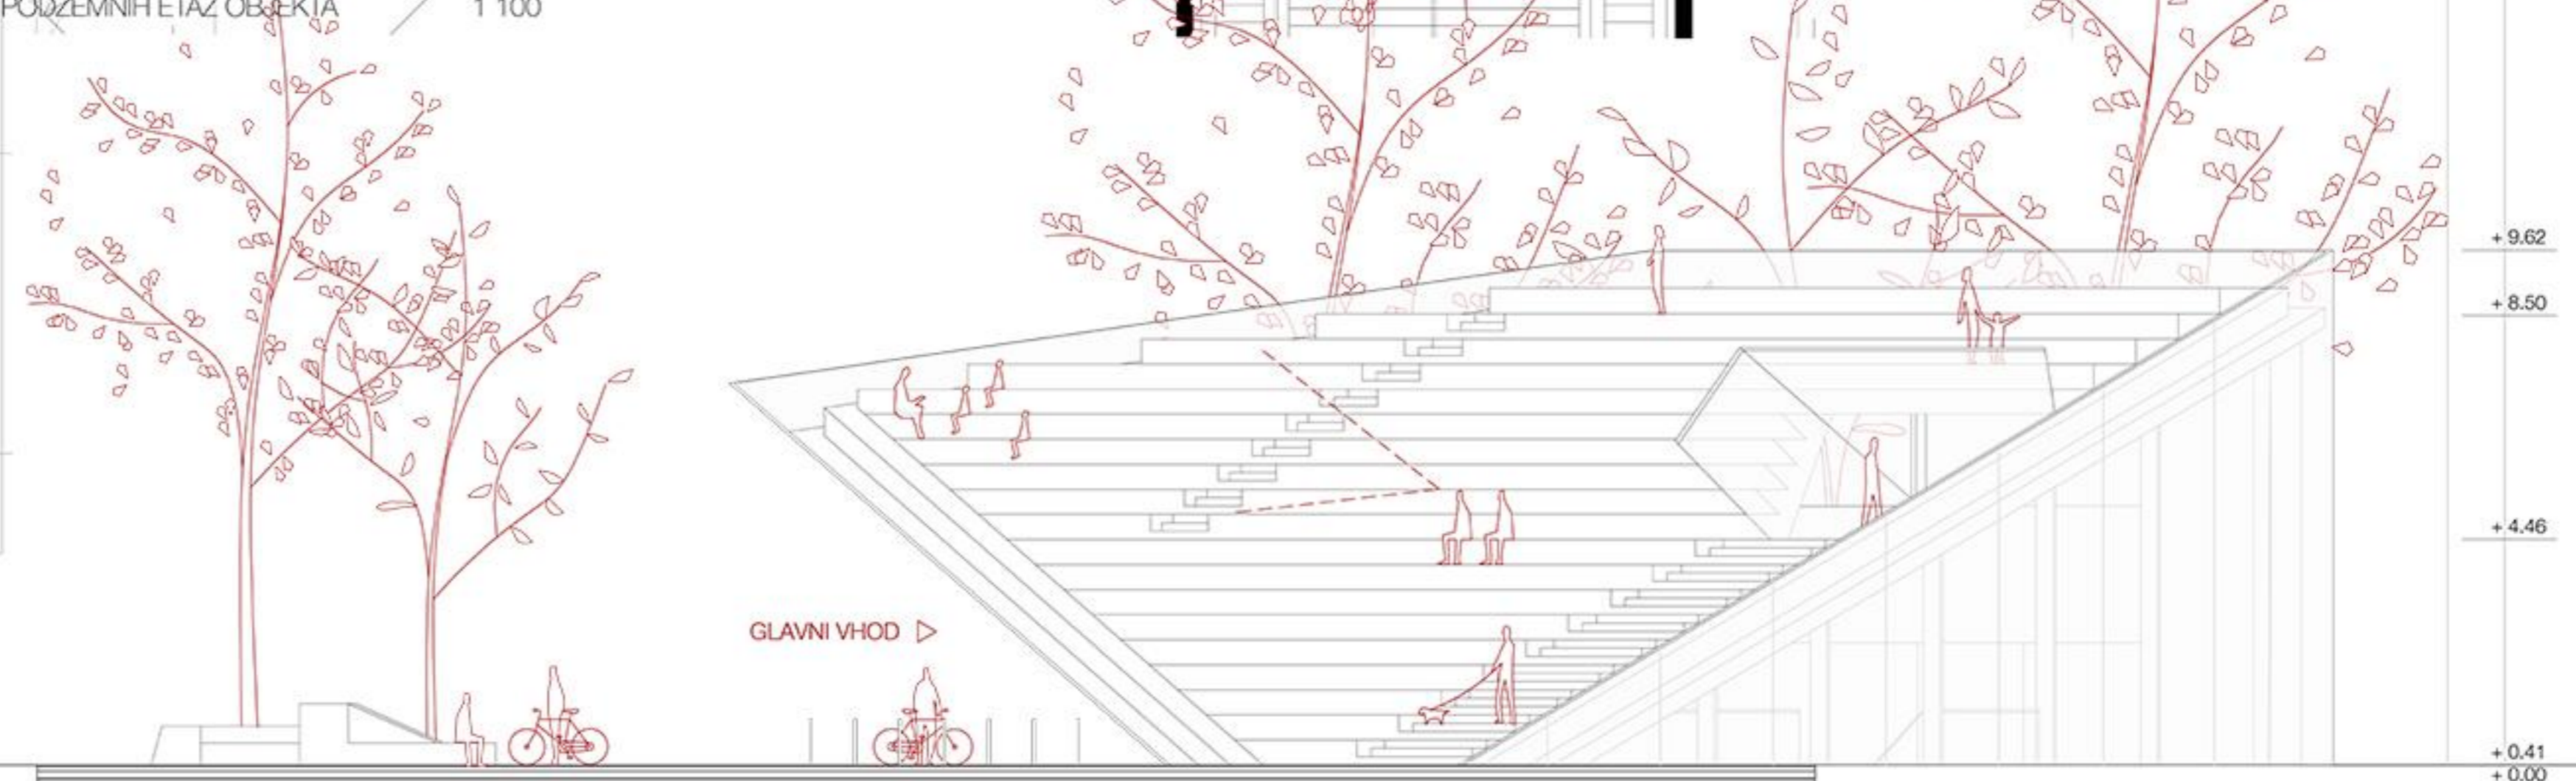 PODZEMNIH ETAŽ OBJEKTA 1 100
+ 9.62
+ 8.50
+ 4.46
GLAVNI VHOD
+ 0.41
+ 0.00